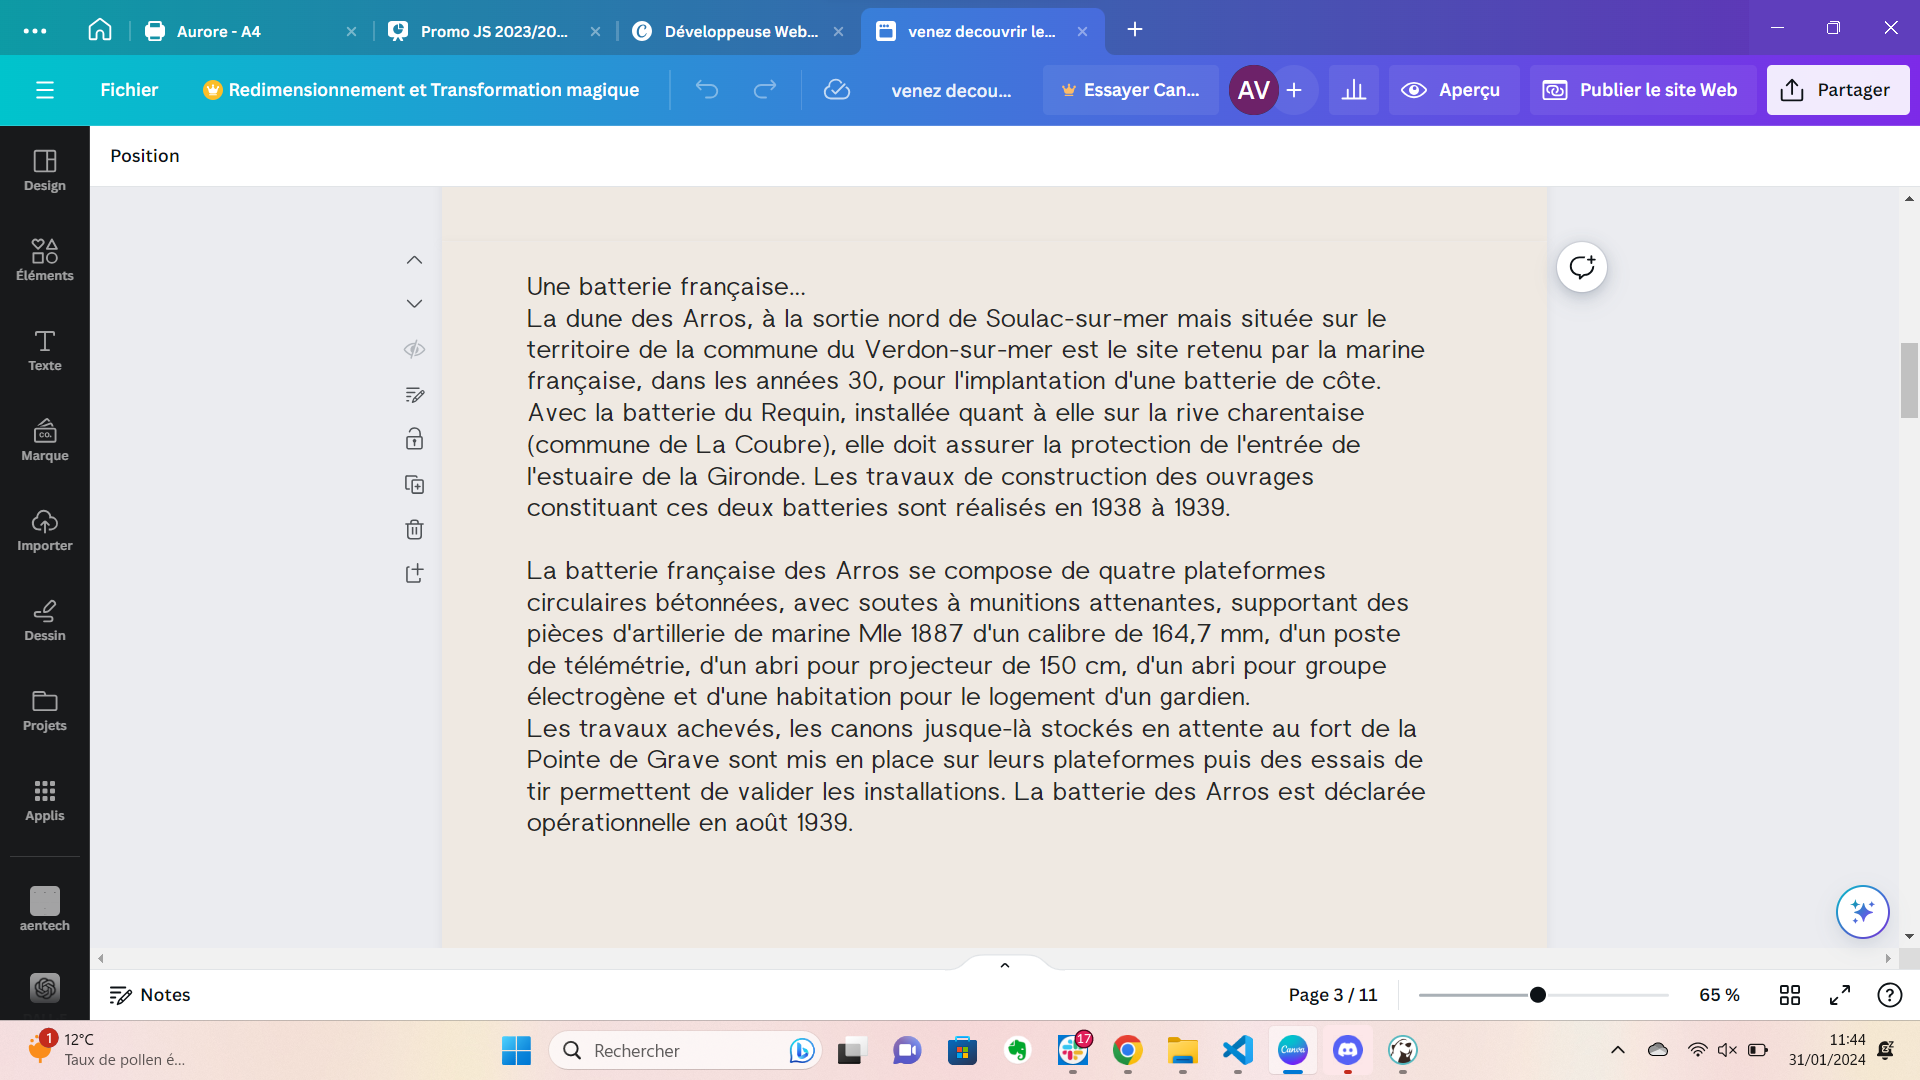 Aurore - A4
Promo JS 2023/20...
Développeuse Web...
venez decouvrir le...
Fichier
Redimensionnement et Transformation magique
venez decou...
Essayer Can...
AV
Aperçu
Publier le site Web
Partager
Position
Design
Éléments
Texte
CO.
Marque
Importer
Dessin
Projets
Applis
aentech
Une batterie française...
La dune des Arros, à la sortie nord de Soulac-sur-mer mais située sur le
territoire de la commune du Verdon-sur-mer est le site retenu par la marine
française, dans les années 30, pour l'implantation d'une batterie de côte.
Avec la batterie du Requin, installée quant à elle sur la rive charentaise
(commune de La Coubre), elle doit assurer la protection de l'entrée de
l'estuaire de la Gironde. Les travaux de construction des ouvrages
constituant ces deux batteries sont réalisés en 1938 à 1939.
La batterie française des Arros se compose de quatre plateformes
circulaires bétonnées, avec soutes à munitions attenantes, supportant des
pièces d'artillerie de marine Mle 1887 d'un calibre de 164,7 mm, d'un poste
de télémétrie, d'un abri pour projecteur de 150 cm, d'un abri pour groupe
électrogène et d'une habitation pour le logement d'un gardien.
Les travaux achevés, les canons jusque-là stockés en attente au fort de la
Pointe de Grave sont mis en place sur leurs plateformes puis des essais de
tir permettent de valider les installations. La batterie des Arros est déclarée
opérationnelle en août 1939.
Notes
Page 3 / 11
65 %
1
12°C
Taux de pollen é...
Rechercher
17
Canva
11:44
31/01/2024